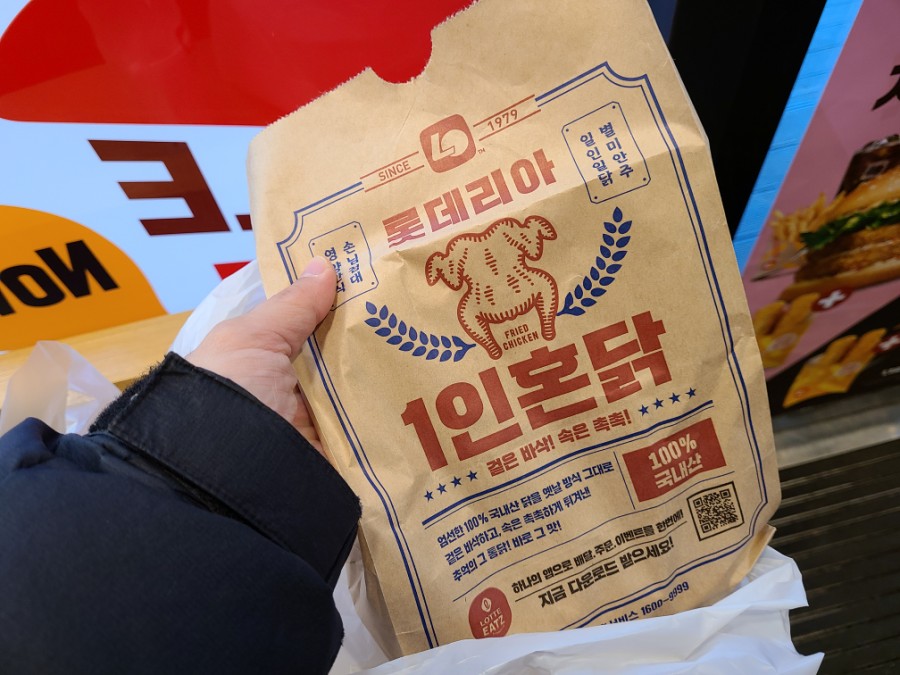 SINCE
1979
롯데리아
별미안주
일인일닭
손님접대
FRIED
CHICKEN
1인혼닭
겉은 바삭! 속은 촉촉!
100%
국내산
엄선한 100% 국내산 닭을 옛날 방식 그대로
겉은 바삭하고, 속은 촉촉하게 튀겨낸
추억의 그 통닭! 바로 그 맛!
하나의 앱으로 배달, 주문, 이벤트를 한번에!
지금 다운로드 받으세요!
LOTTE
EATZ
1600-9999